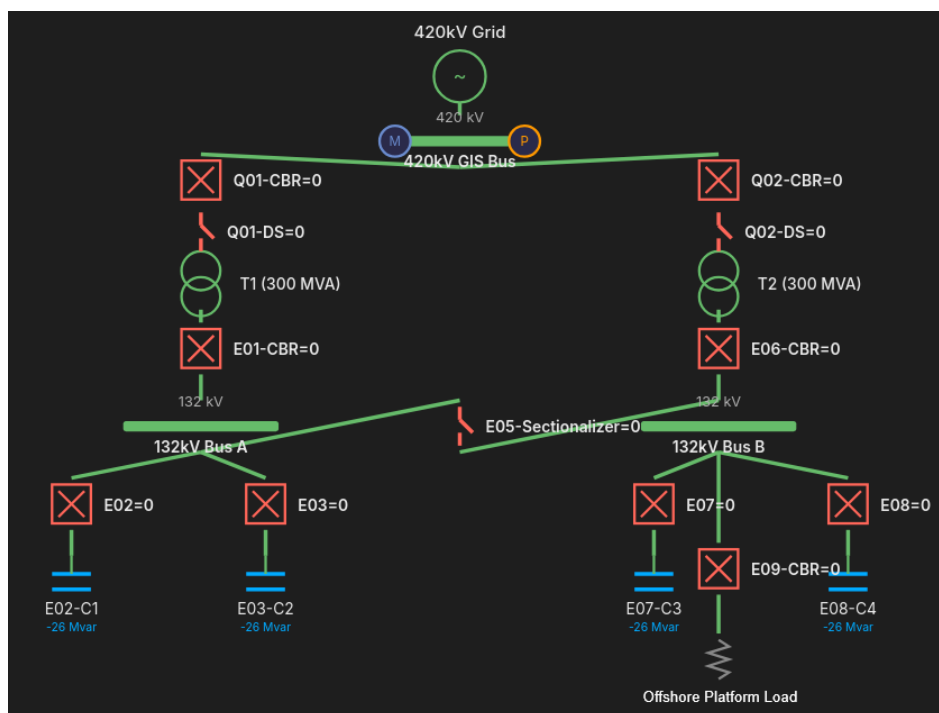 420kV Grid
~
420 kV
M
P
420kV GIS Bus
Q01-CBR=0
Q02-CBR=0
Q01-DS=0
Q02-DS=0
T1 (300 MVA)
T2 (300 MVA)
E01-CBR=0
E06-CBR=0
132 kV
132 kV
E05-Sectionalizer=0
132kV Bus A
132kV Bus B
E02=0
E03=0
E07=0
E08=0
E09-CBR=0
E02-C1
-26 Mvar
E03-C2
-26 Mvar
E07-C3
-26 Mvar
E08-C4
-26 Mvar
Offshore Platform Load